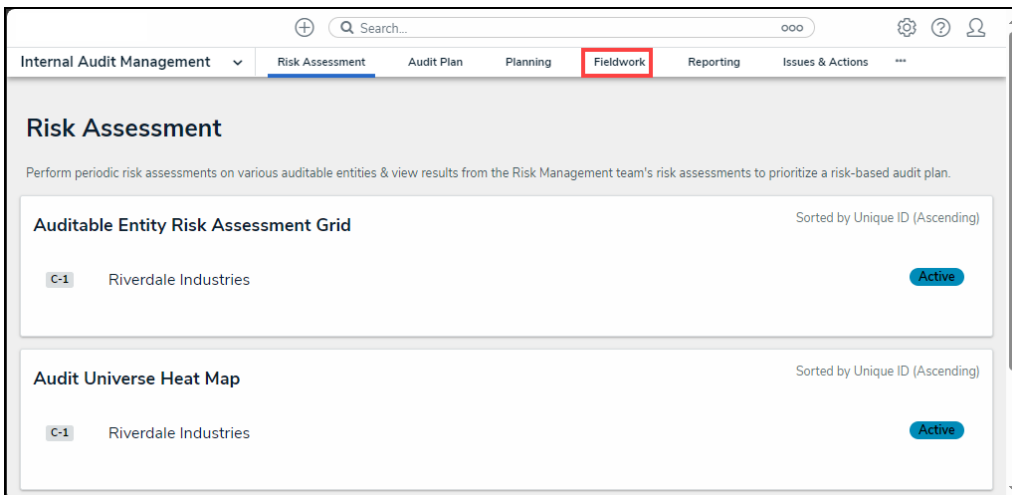 Search...
Internal Audit Management Risk Assessment Audit Plan Planning Fieldwork Reporting Issues & Actions
Risk Assessment
Perform periodic risk assessments on various auditable entities & view results from the Risk Management team's risk assessments to prioritize a risk-based audit plan.
Auditable Entity Risk Assessment Grid Sorted by Unique ID (Ascending)
C-1 Riverdale Industries Active
Audit Universe Heat Map Sorted by Unique ID (Ascending)
C-1 Riverdale Industries Active